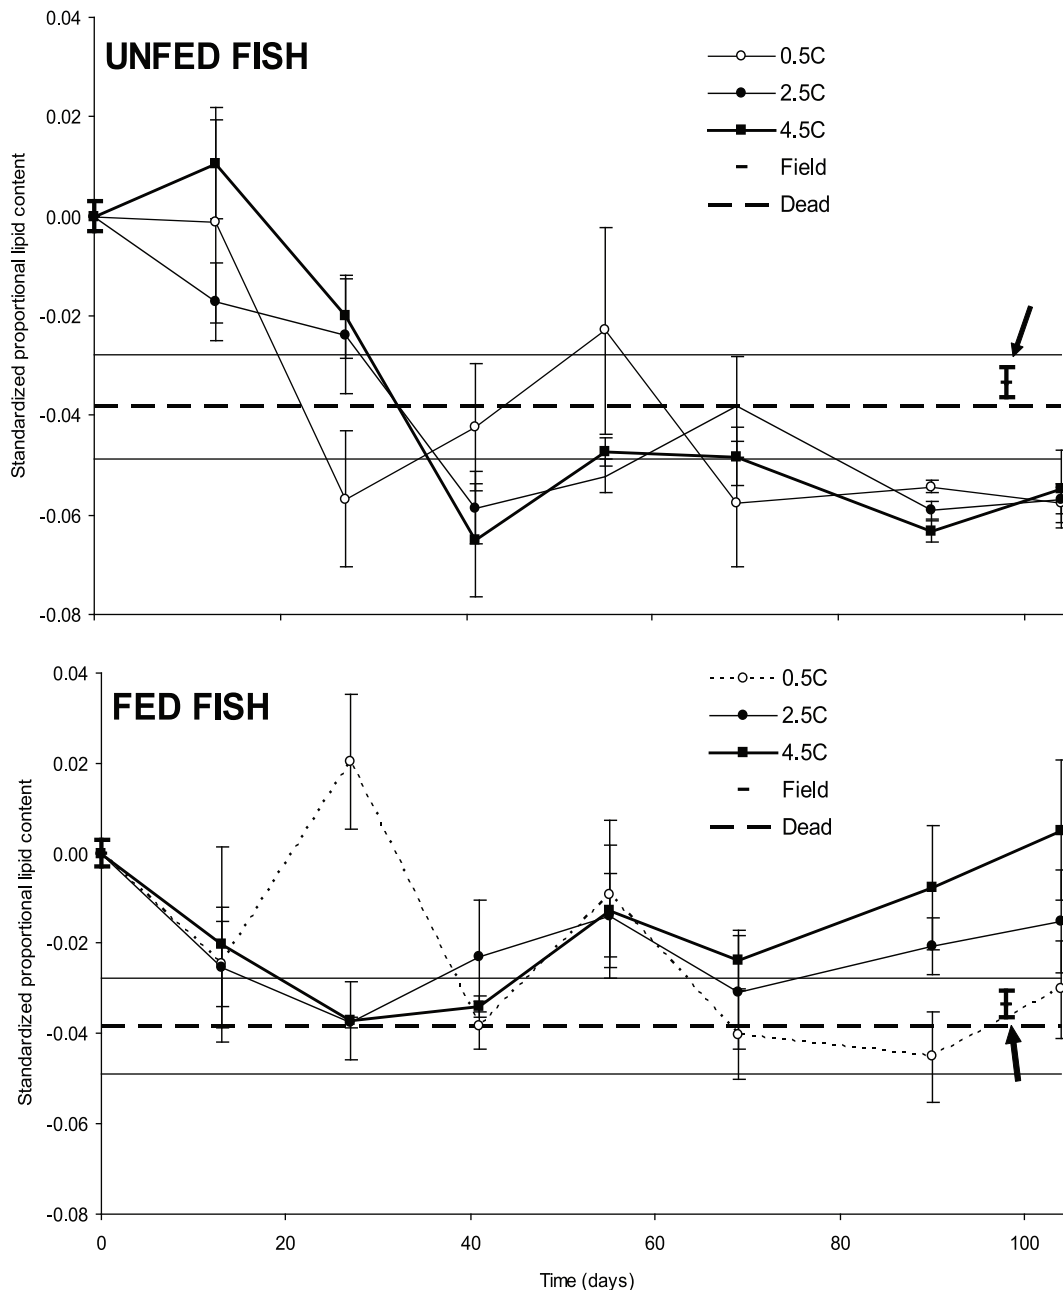 0.04
UNFED FISH
0.5C
2.5C
4.5C
Field
Dead
0.02
0.00
-0.02
-0.04
-0.06
-0.08
Standardized proportional lipid content
0.04
FED FISH
0.5C
2.5C
4.5C
Field
Dead
0.02
0.00
-0.02
-0.04
-0.06
-0.08
Standardized proportional lipid content
0 20 40 60 80 100
Time (days)